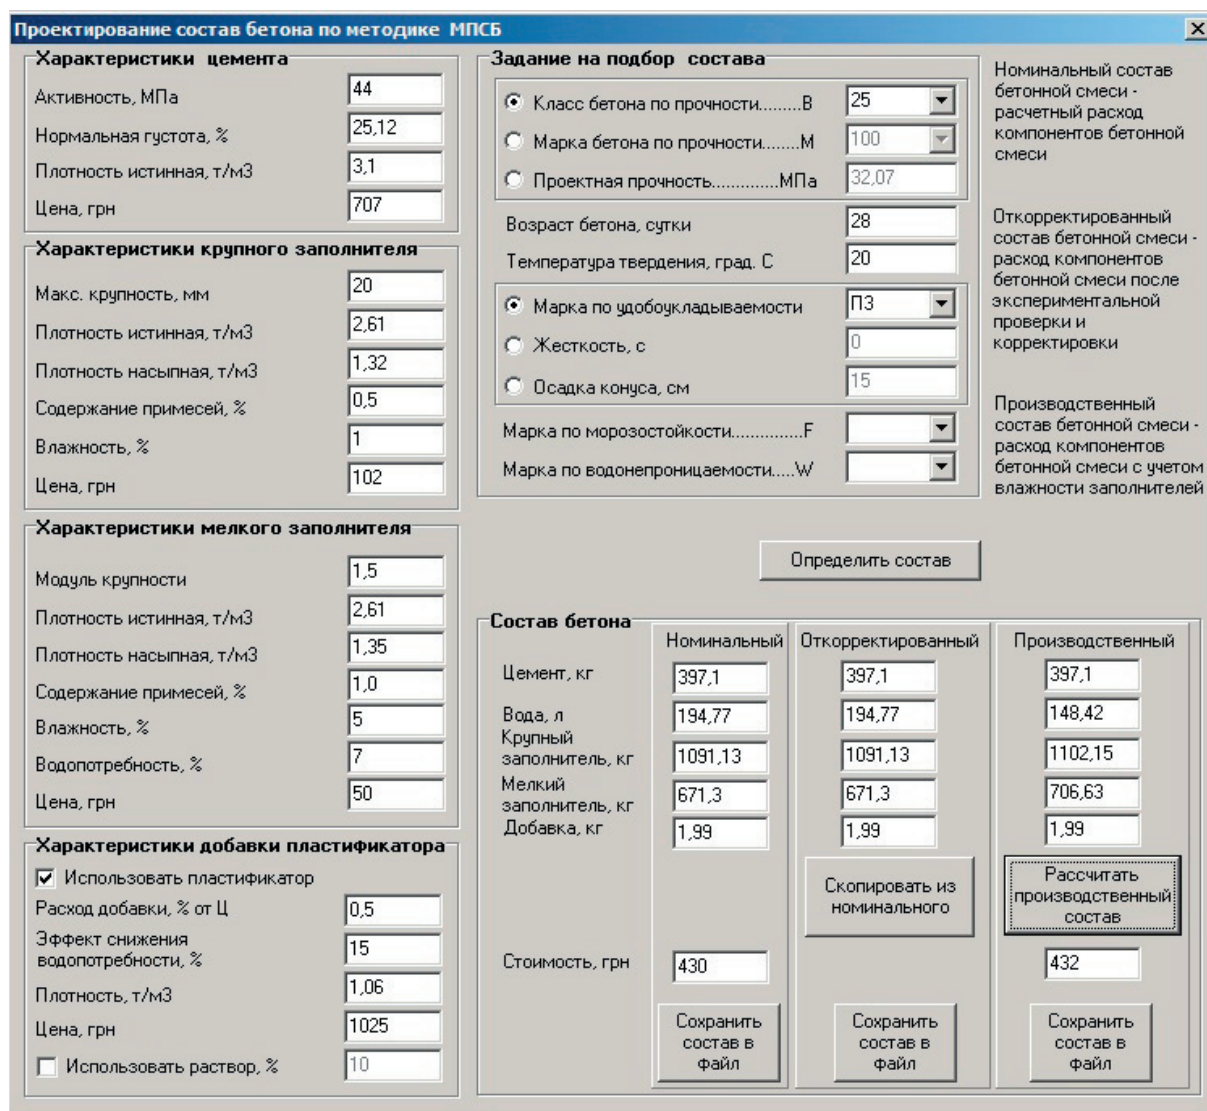 Проектирование состав бетона по методике МПСБ
Характеристики цемента
Активность, МПа 44
Нормальная густота, % 25,12
Плотность истинная, т/м3 3,1
Цена, грн 707
Характеристики крупного заполнителя
Макс. крупность, мм 20
Плотность истинная, т/м3 2,61
Плотность насыпная, т/м3 1,32
Содержание примесей, % 0,5
Влажность, % 1
Цена, грн 102
Характеристики мелкого заполнителя
Модуль крупности 1,5
Плотность истинная, т/м3 2,61
Плотность насыпная, т/м3 1,35
Содержание примесей, % 1,0
Влажность, % 5
Водопотребность, % 7
Цена, грн 50
Характеристики добавки пластификатора
Использовать пластификатор
Расход добавки, % от Ц 0,5
Эффект снижения
водопотребности, % 15
Плотность, т/м3 1,06
Цена, грн 1025
Использовать раствор, % 10
Задание на подбор состава
Класс бетона по прочности.........В 25
Марка бетона по прочности........М 100
Проектная прочность..............МПа 32,07
Возраст бетона, сутки 28
Температура твердения, град. С 20
Марка по удобоукладываемости П3
Жесткость, с 0
Осадка конуса, см 15
Марка по морозостойкости...............F
Марка по водонепроницаемости.....W
Номинальный состав
бетонной смеси -
расчетный расход
компонентов бетонной
смеси
Откорректированный
состав бетонной смеси -
расход компонентов
бетонной смеси после
экспериментальной
проверки и
корректировки
Производственный
состав бетонной смеси -
расход компонентов
бетонной смеси с учетом
влажности заполнителей
Определить состав
Состав бетона
Номинальный Откорректированный Производственный
Цемент, кг 397,1 397,1 397,1
Вода, л 194,77 194,77 148,42
Крупный
заполнитель, кг 1091,13 1091,13 1102,15
Мелкий
заполнитель, кг 671,3 671,3 706,63
Добавка, кг 1,99 1,99 1,99
Скопировать из
номинального
Рассчитать
производственный
состав
Стоимость, грн 430 432
Сохранить
состав в
файл
Сохранить
состав в
файл
Сохранить
состав в
файл